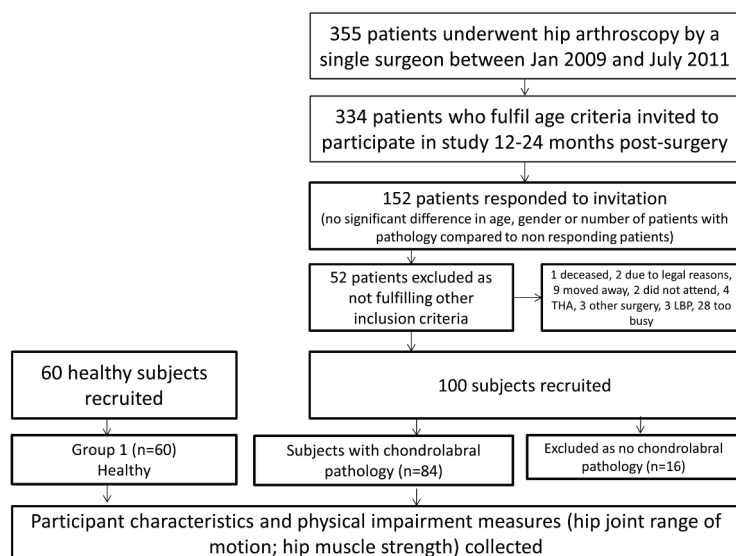 355 patients underwent hip arthroscopy by a
single surgeon between Jan 2009 and July 2011
334 patients who fulfil age criteria invited to
participate in study 12-24 months post-surgery
152 patients responded to invitation
(no significant difference in age, gender or number of patients with
pathology compared to non responding patients)
52 patients excluded as
not fulfilling other
inclusion criteria
1 deceased, 2 due to legal reasons,
9 moved away, 2 did not attend, 4
THA, 3 other surgery, 3 LBP, 28 too
busy
60 healthy subjects
recruited
100 subjects recruited
Group 1 (n=60)
Healthy
Subjects with chondrolabral
pathology (n=84)
Excluded as no chondrolabral
pathology (n=16)
Participant characteristics and physical impairment measures (hip joint range of
motion; hip muscle strength) collected